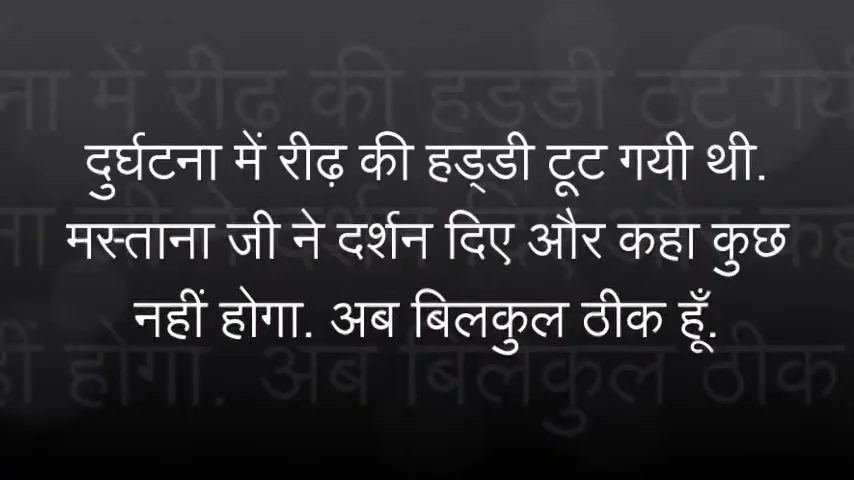 दुर्घटना में रीढ़ की हड्डी टूट गयी थी.
मस्ताना जी ने दर्शन दिए और कहा कुछ
नहीं होगा. अब बिलकुल ठीक हूँ.